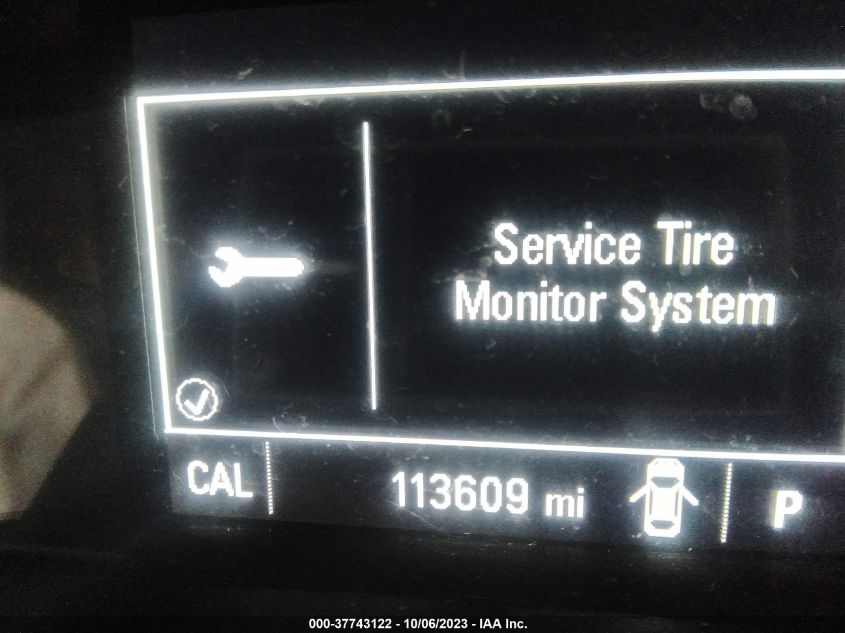 Service Tire
Monitor System
CAL
113609 mi
P
000-37743122 - 10/06/2023 - IAA Inc.